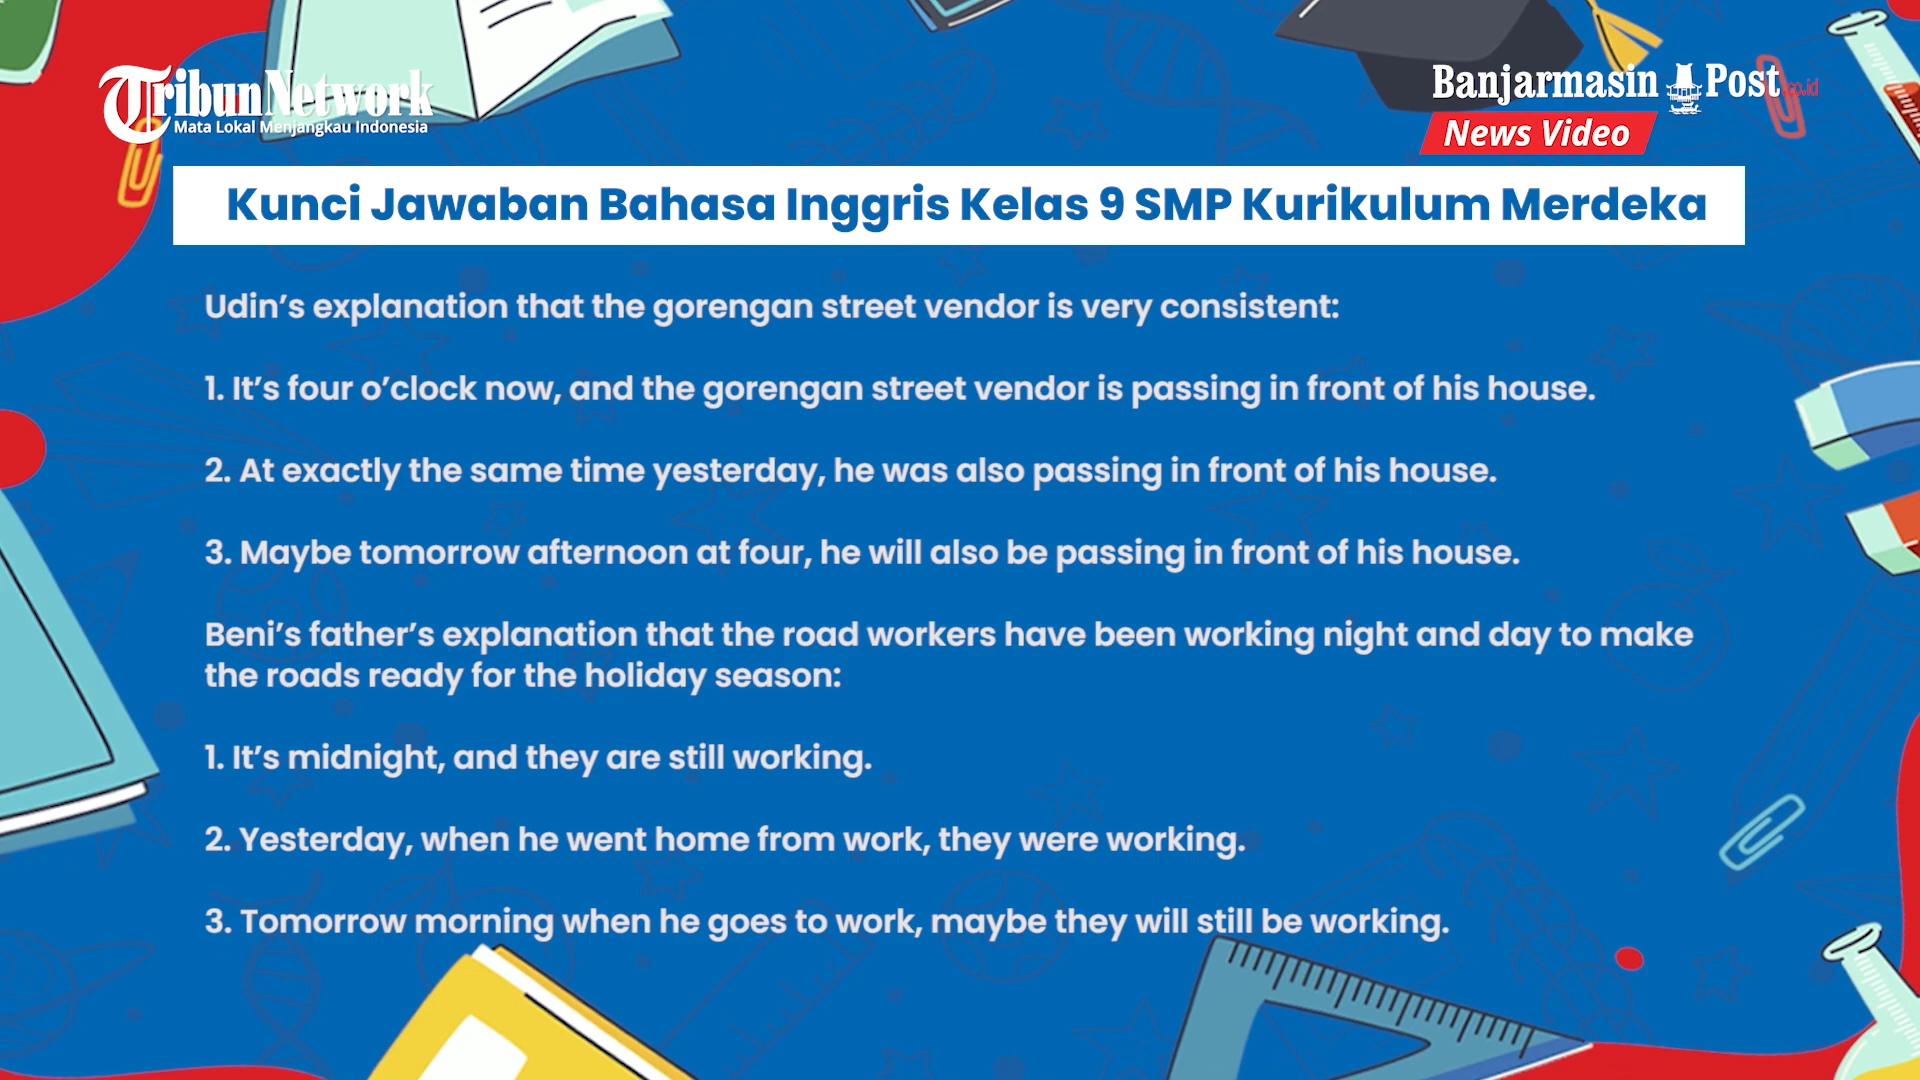 Tribun Network
Mata Lokal Menjangkau Indonesia
Banjarmasin Post .co.id
News Video
Kunci Jawaban Bahasa Inggris Kelas 9 SMP Kurikulum Merdeka
Udin’s explanation that the gorengan street vendor is very consistent:
1. It’s four o’clock now, and the gorengan street vendor is passing in front of his house.
2. At exactly the same time yesterday, he was also passing in front of his house.
3. Maybe tomorrow afternoon at four, he will also be passing in front of his house.
Beni’s father’s explanation that the road workers have been working night and day to make
the roads ready for the holiday season:
1. It’s midnight, and they are still working.
2. Yesterday, when he went home from work, they were working.
3. Tomorrow morning when he goes to work, maybe they will still be working.